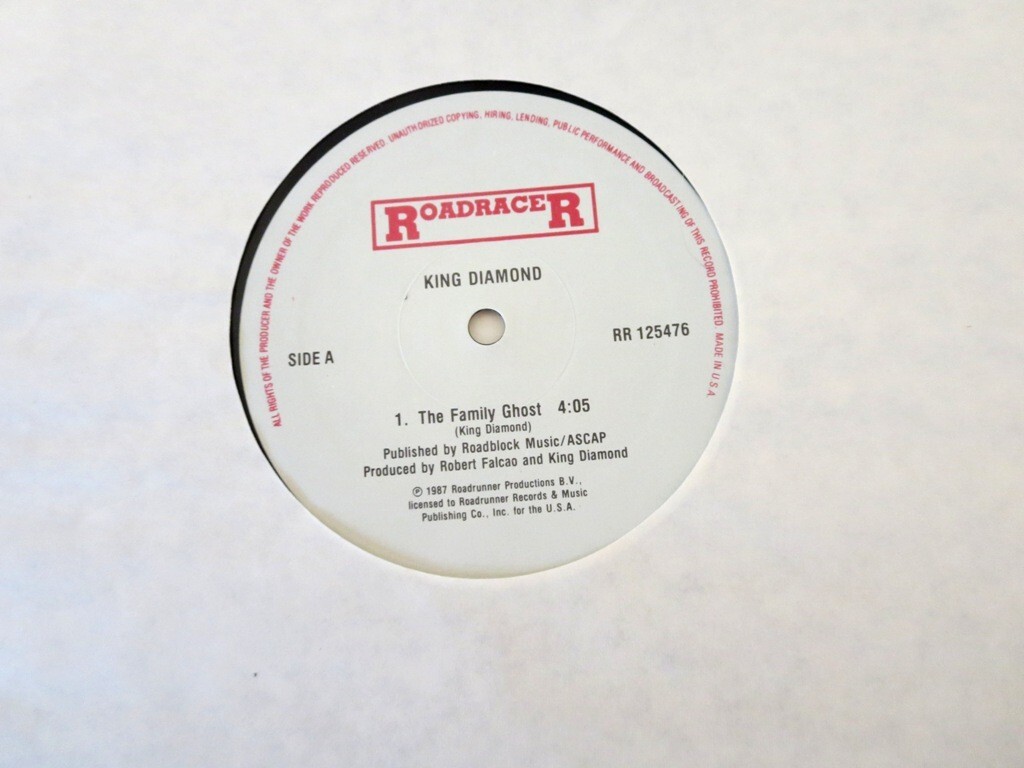 ALL RIGHTS OF THE PRODUCER AND THE OWNER OF THE WORK REPRODUCED RESERVED. UNAUTHORIZED COPYING, HIRING, LENDING, PUBLIC PERFORMANCE AND BROADCASTING OF THIS RECORD PROHIBITED. MADE IN U.S.A.
ROADRACER
KING DIAMOND
SIDE A
RR 125476
1. The Family Ghost 4:05
(King Diamond)
Published by Roadblock Music/ASCAP
Produced by Robert Falcao and King Diamond
℗ 1987 Roadrunner Productions B.V.,
licensed to Roadrunner Records & Music
Publishing Co., Inc. for the U.S.A.